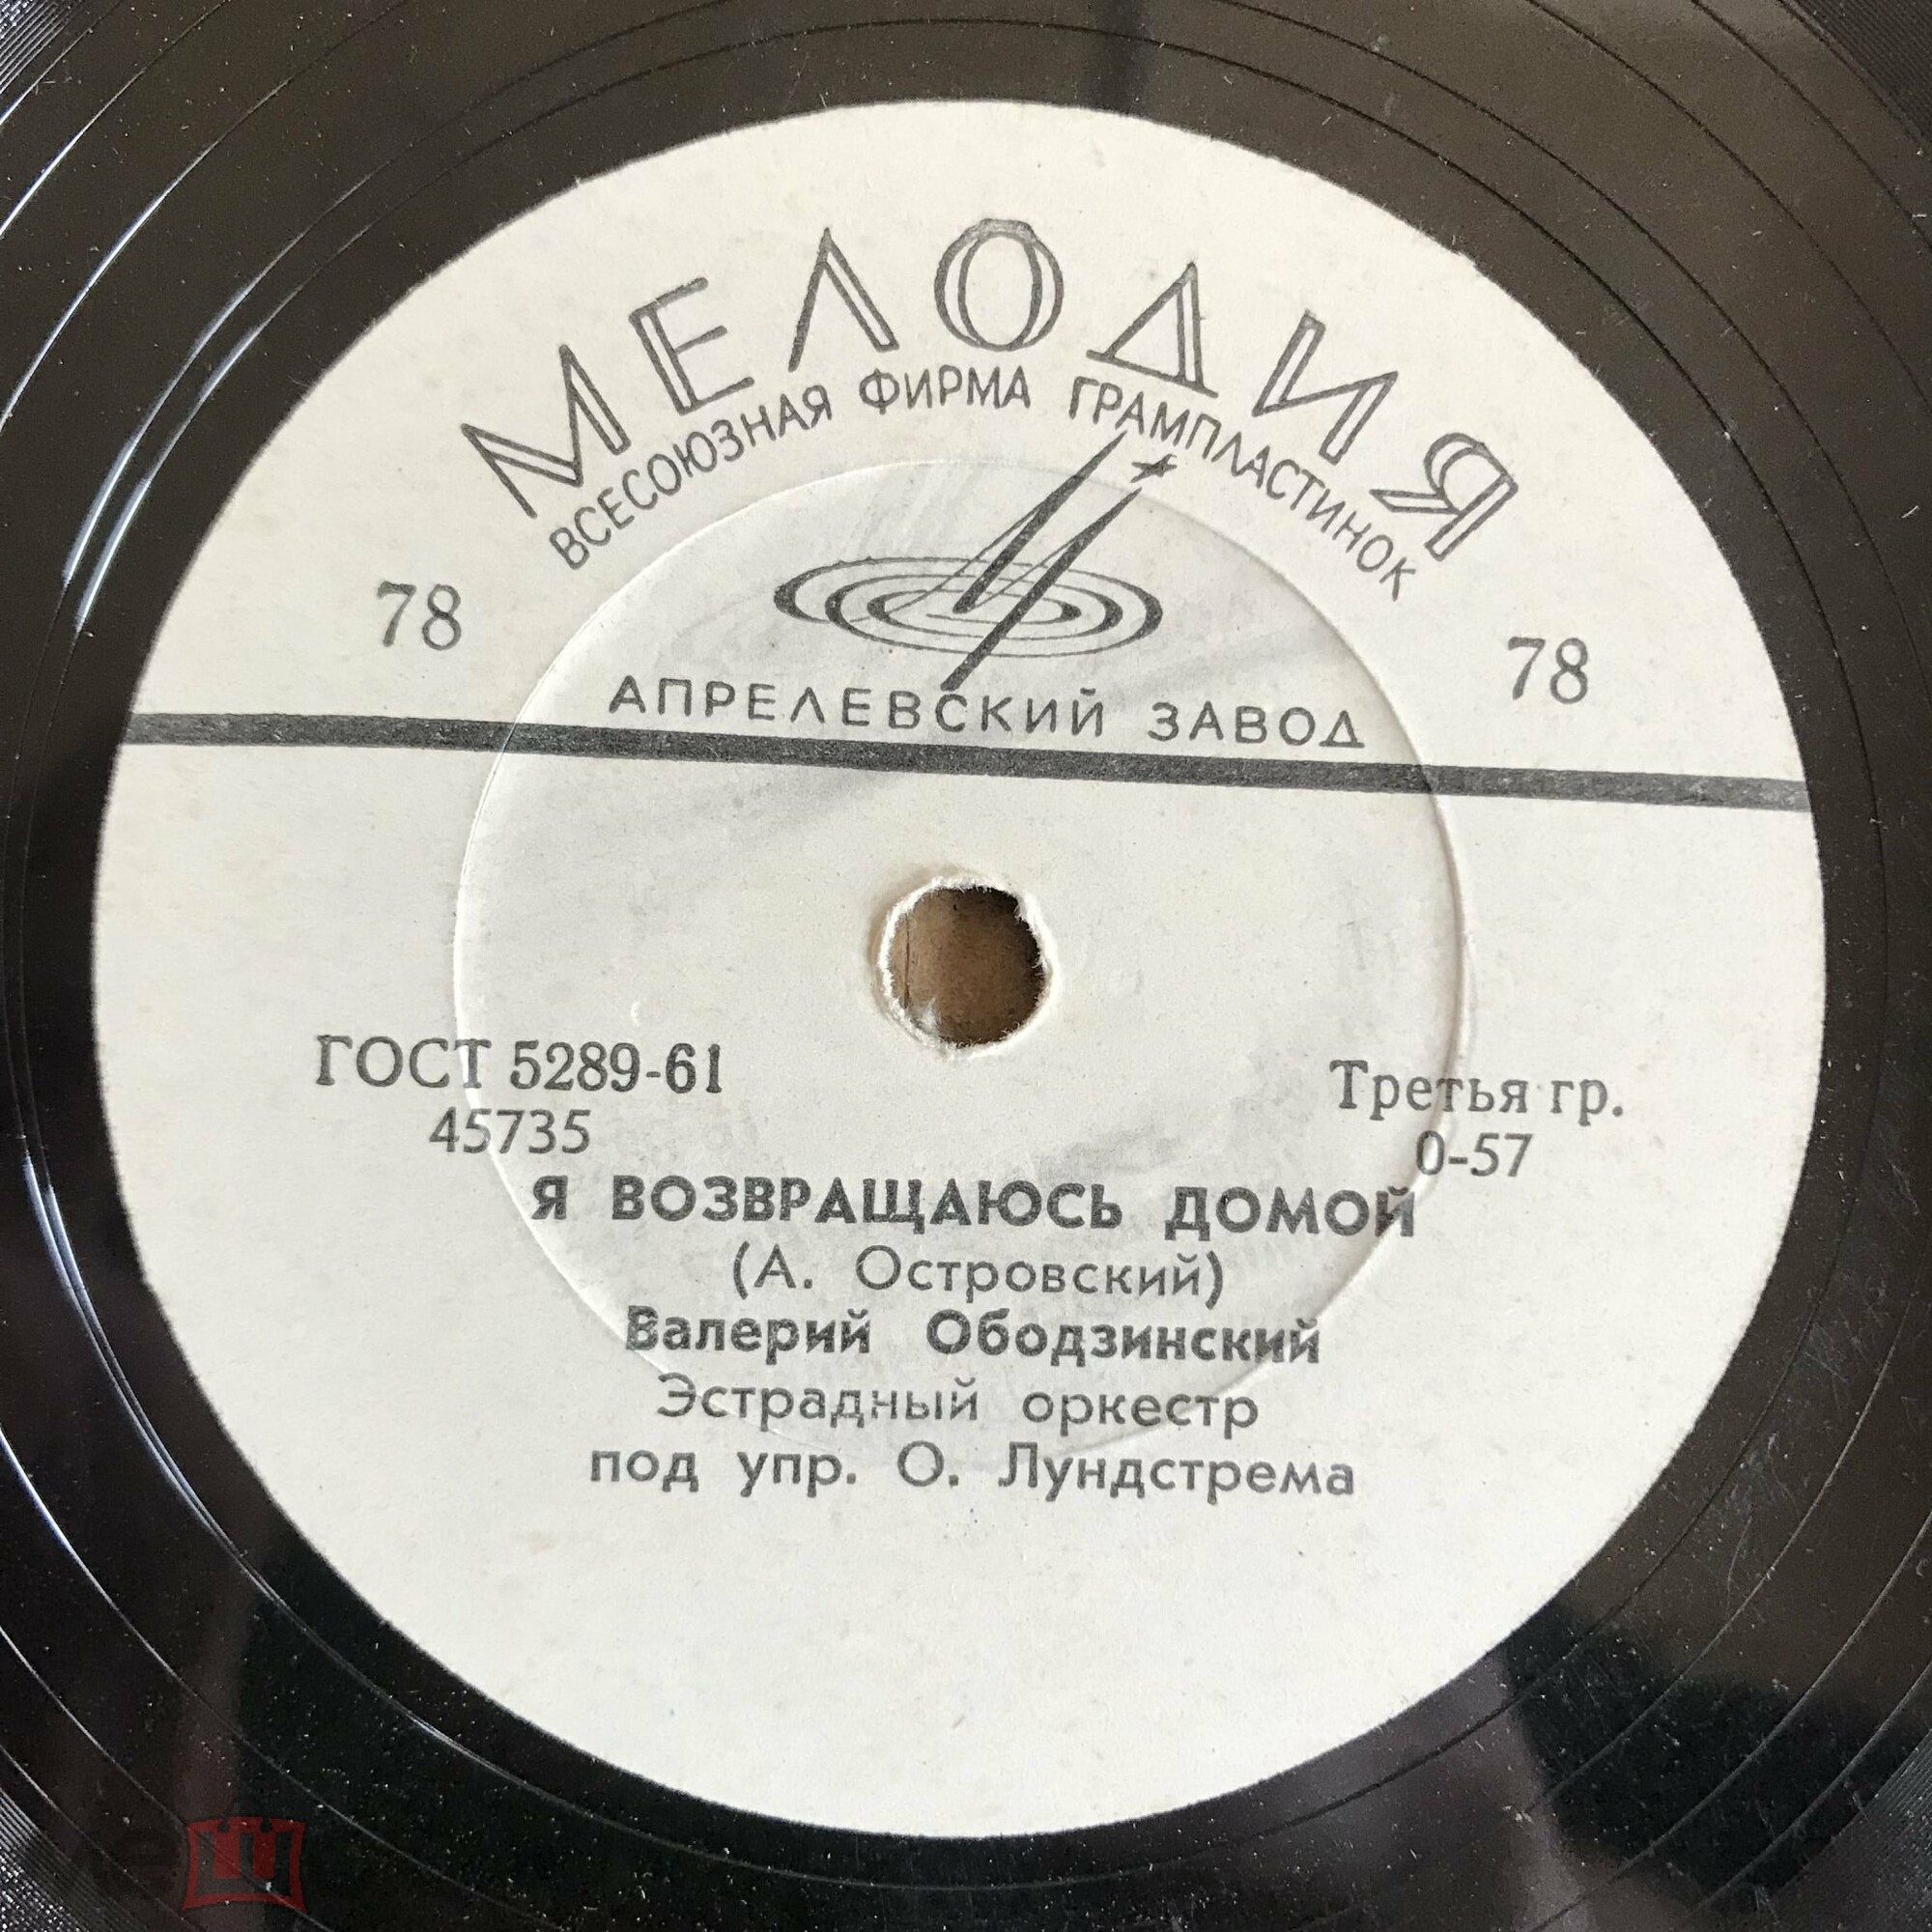 МЕЛОДИЯ
ВСЕСОЮЗНАЯ ФИРМА ГРАМПЛАСТИНОК
78
78
АПРЕЛЕВСКИЙ ЗАВОД
ГОСТ 5289-61
Третья гр.
45735
0-57
Я ВОЗВРАЩАЮСЬ ДОМОЙ
(А. Островский)
Валерий Ободзинский
Эстрадный оркестр
под упр. О. Лундстрема